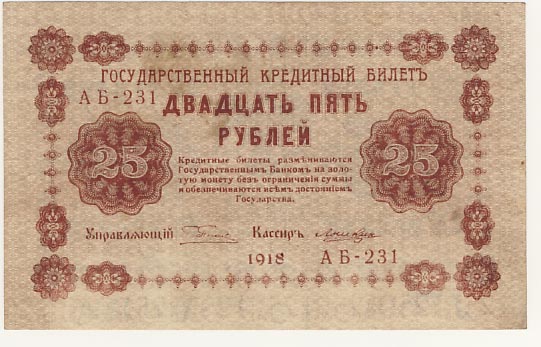 ГОСУДАРСТВЕННЫЙ КРЕДИТНЫЙ БИЛЕТЪ
АБ-231
ДВАДЦАТЬ ПЯТЬ
РУБЛЕЙ
25
25
Кредитные билеты размѣниваются
Государственнымъ Банкомъ на золо-
тую монету безъ ограниченія суммы
и обезпечиваются всѣмъ достояніемъ
Государства.
Управляющій
Кассиръ
1918 АБ-231